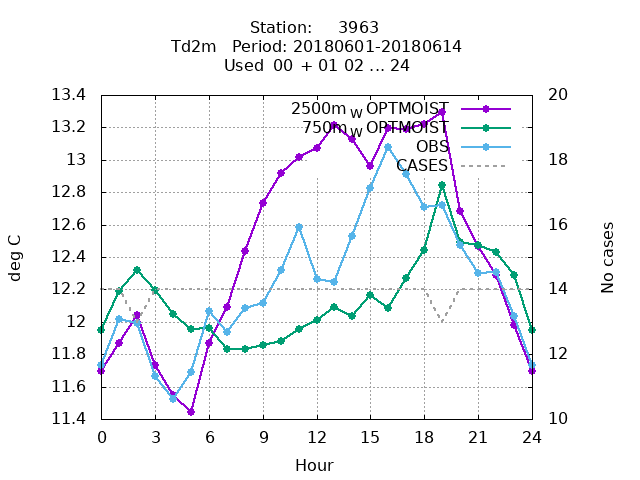 Station: 3963
Td2m Period: 20180601-20180614
Used 00 + 01 02 ... 24
13.4
13.2
13
12.8
12.6
12.4
12.2
12
11.8
11.6
11.4
20
18
16
14
12
10
2500m w OPTMOIST
750m w OPTMOIST
OBS
CASES
deg C
No cases
0 3 6 9 12 15 18 21 24
Hour